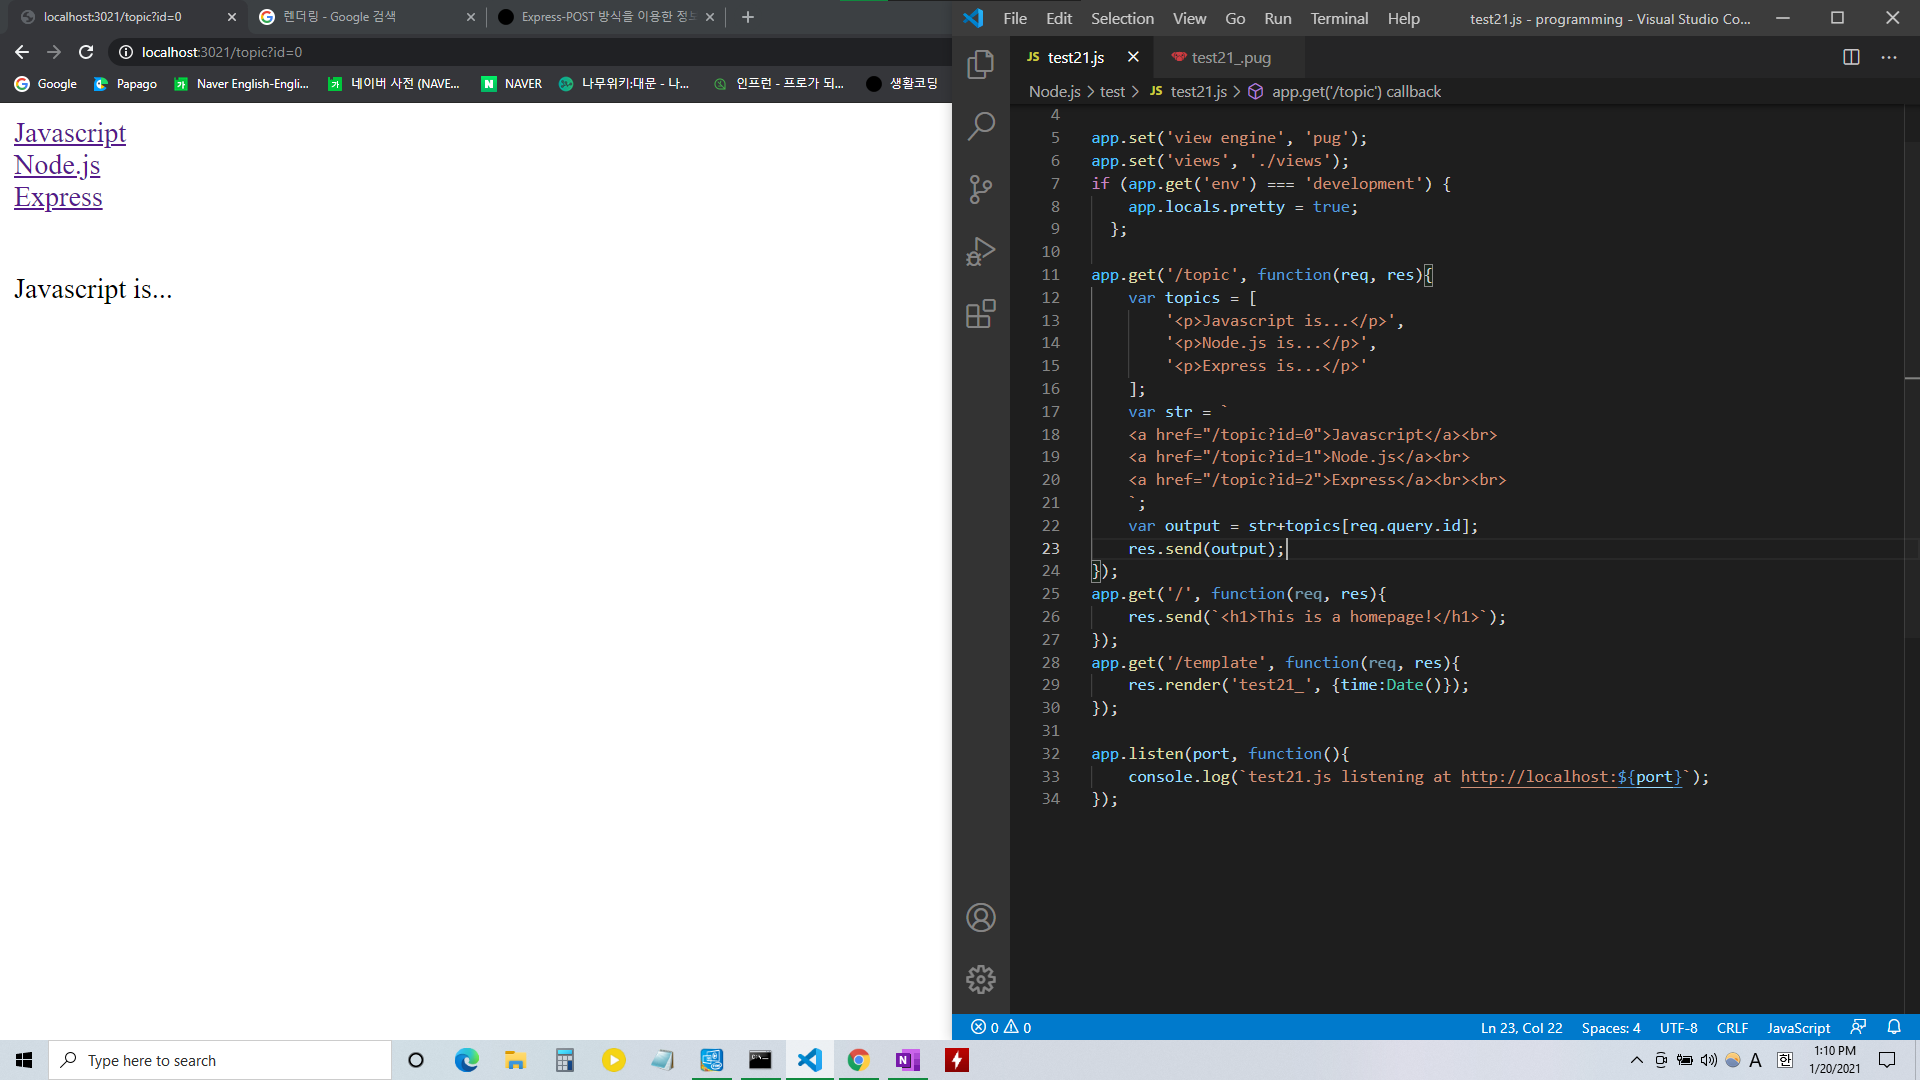 localhost:3021/topic?id=0
렌더링 - Google 검색
Express-POST 방식을 이용한 정보
localhost:3021/topic?id=0
Google
Papago
Naver English-Engli...
네이버 사전 (NAVE...
NAVER
나무위키:대문 - 나...
인프런 - 프로가 되...
생활코딩
Javascript
Node.js
Express
Javascript is...
File Edit Selection View Go Run Terminal Help
test21.js - programming - Visual Studio Co...
JS test21.js
test21_.pug
Node.js > test > JS test21.js > app.get('/topic') callback
4
5 app.set('view engine', 'pug');
6 app.set('views', './views');
7 if (app.get('env') === 'development') {
8 app.locals.pretty = true;
9 };
10
11 app.get('/topic', function(req, res){
12 var topics = [
13 '<p>Javascript is...</p>',
14 '<p>Node.js is...</p>',
15 '<p>Express is...</p>'
16 ];
17 var str = `
18 <a href="/topic?id=0">Javascript</a><br>
19 <a href="/topic?id=1">Node.js</a><br>
20 <a href="/topic?id=2">Express</a><br><br>
21 `;
22 var output = str+topics[req.query.id];
23 res.send(output);
24 });
25 app.get('/', function(req, res){
26 res.send(`<h1>This is a homepage!</h1>`);
27 });
28 app.get('/template', function(req, res){
29 res.render('test21_', {time:Date()});
30 });
31
32 app.listen(port, function(){
33 console.log(`test21.js listening at http://localhost:${port}`);
34 });
0 0
Ln 23, Col 22
Spaces: 4
UTF-8
CRLF
JavaScript
Type here to search
A
한
1:10 PM
1/20/2021